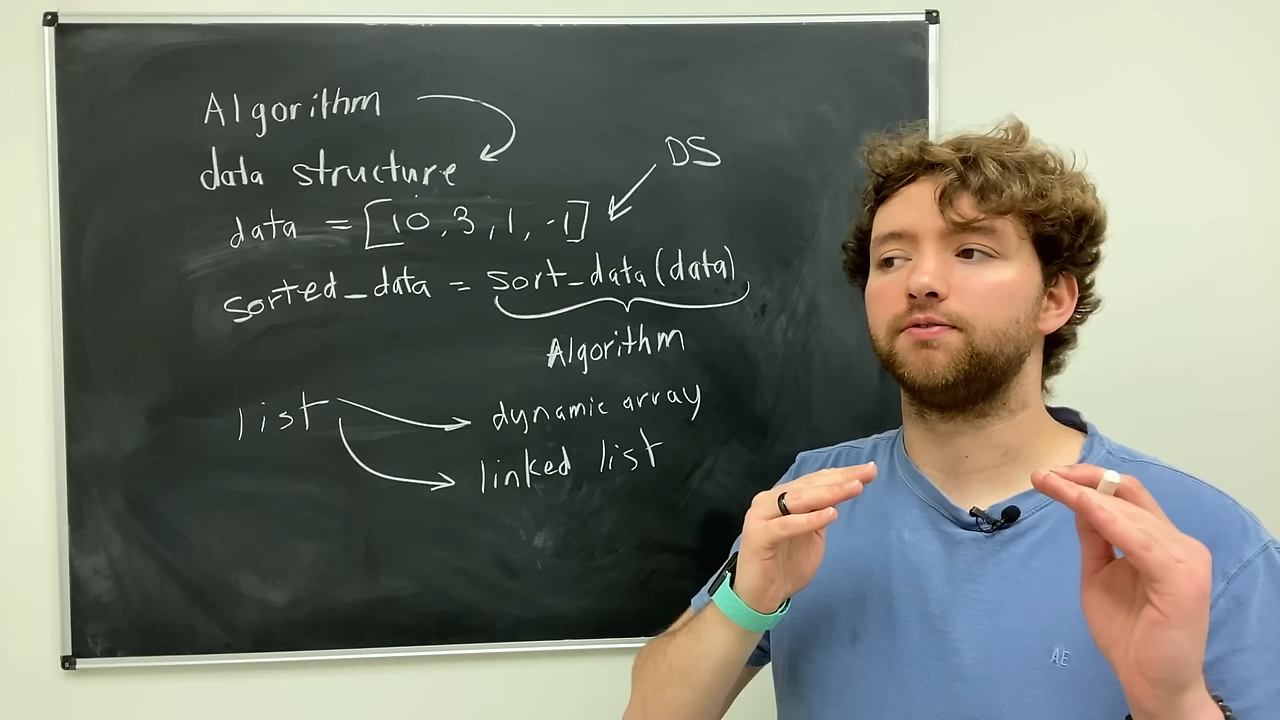 Algorithm
data structure
DS
data = [10, 3, 1, -1]
sorted_data = sort_data(data)
Algorithm
list
dynamic array
linked list
AE